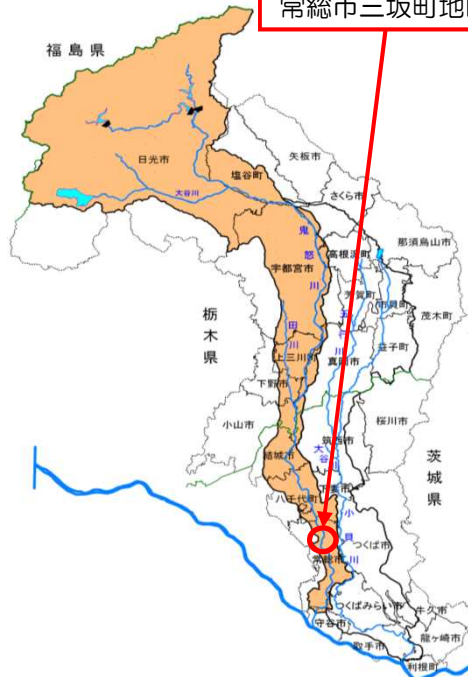 常総市三坂町地
福島県
日光市
塩谷町
矢板市
さくら市
大谷川
鬼怒川
高根沢町
那須烏山市
宇都宮市
芳賀町
市貝町
茂木町
栃木県
田川
五行川
益子町
上三川町
真岡市
下野市
小山市
桜川市
筑西市
結城市
大谷川
茨城県
八千代町
下妻市
小貝川
つくば市
常総市
つくばみらい市
牛久市
守谷市
龍ヶ崎市
取手市
利根町